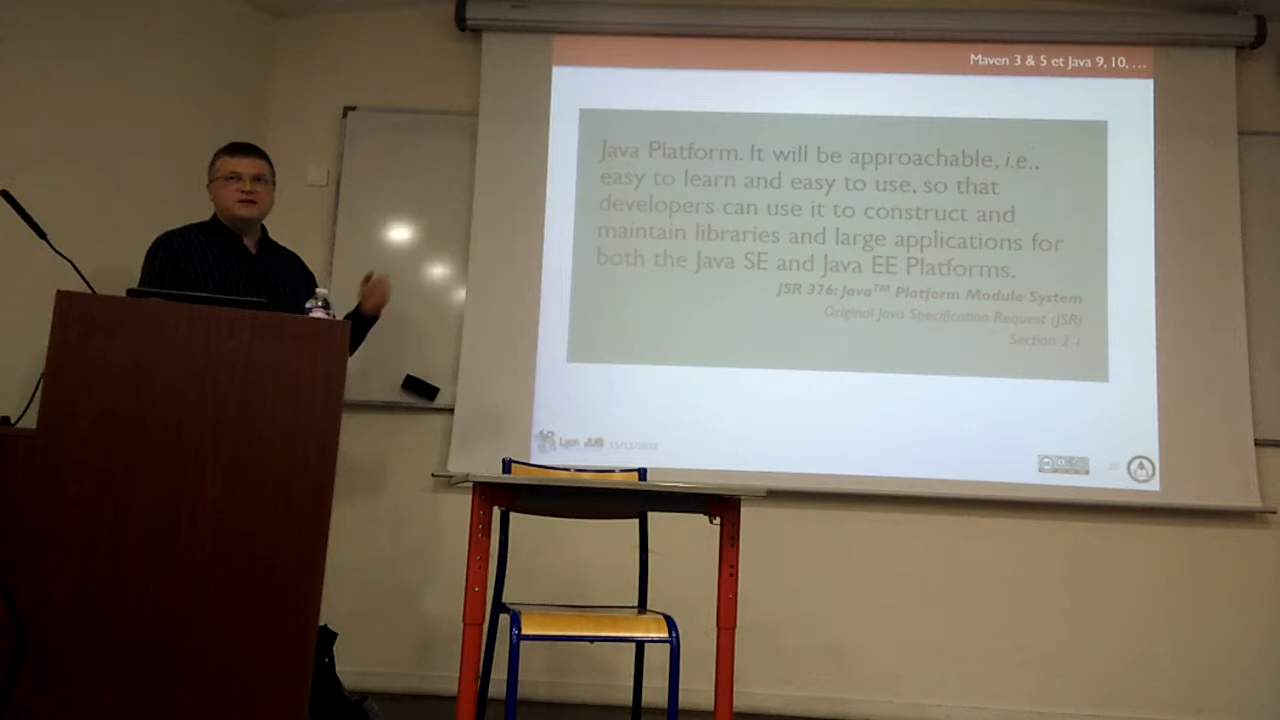 Maven 3 & 5 et Java 9, 10, …
Java Platform. It will be approachable, i.e.,
easy to learn and easy to use, so that
developers can use it to construct and
maintain libraries and large applications for
both the Java SE and Java EE Platforms.
JSR 376: Java™ Platform Module System
Original Java Specification Request (JSR)
Section 2.1
Lyon JUG